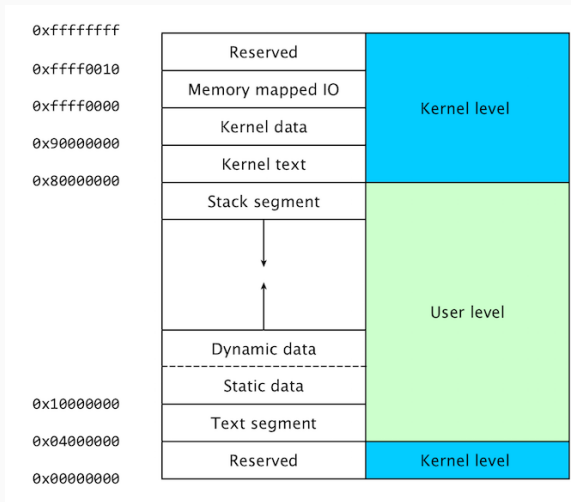 0xffffffff
Reserved
0xffff0010
Memory mapped IO
Kernel level
0xffff0000
Kernel data
0x90000000
Kernel text
0x80000000
Stack segment
User level
Dynamic data
Static data
0x10000000
Text segment
0x04000000
Reserved
Kernel level
0x00000000